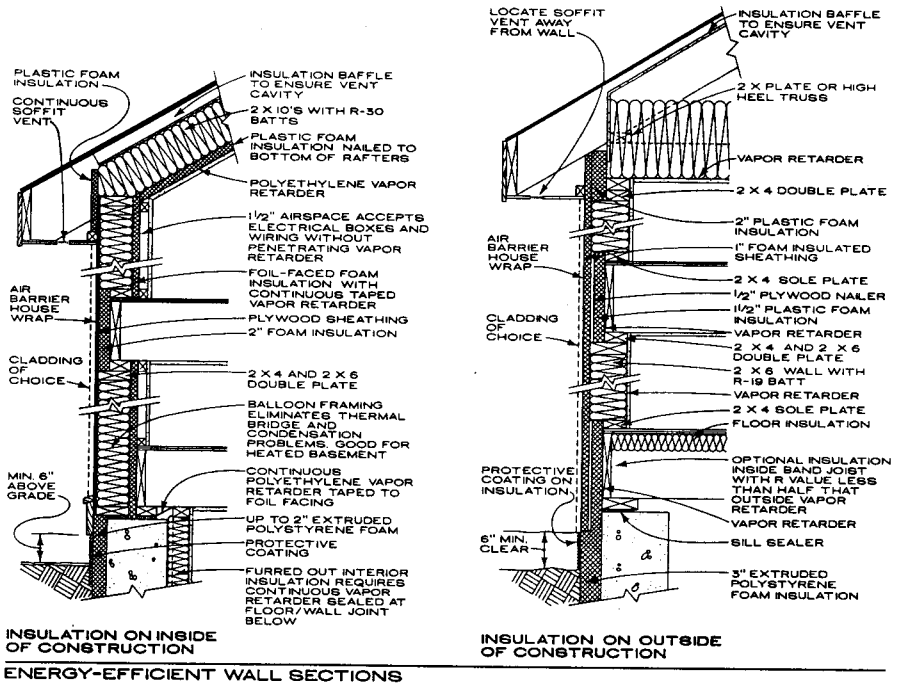 PLASTIC FOAM
INSULATION
CONTINUOUS
SOFFIT
VENT
AIR
BARRIER
HOUSE
WRAP
CLADDING
OF
CHOICE
MIN. 6"
ABOVE
GRADE
INSULATION BAFFLE
TO ENSURE VENT
CAVITY
2 X 10'S WITH R-30
BATTS
PLASTIC FOAM
INSULATION NAILED TO
BOTTOM OF RAFTERS
POLYETHYLENE VAPOR
RETARDER
1 1/2" AIRSPACE ACCEPTS
ELECTRICAL BOXES AND
WIRING WITHOUT
PENETRATING VAPOR
RETARDER
FOIL-FACED FOAM
INSULATION WITH
CONTINUOUS TAPED
VAPOR RETARDER
PLYWOOD SHEATHING
2" FOAM INSULATION
2 X 4 AND 2 X 6
DOUBLE PLATE
BALLOON FRAMING
ELIMINATES THERMAL
BRIDGE AND
CONDENSATION
PROBLEMS. GOOD FOR
HEATED BASEMENT
CONTINUOUS
POLYETHYLENE VAPOR
RETARDER TAPED TO
FOIL FACING
UP TO 2" EXTRUDED
POLYSTYRENE FOAM
PROTECTIVE
COATING
FURRED OUT INTERIOR
INSULATION REQUIRES
CONTINUOUS VAPOR
RETARDER SEALED AT
FLOOR/WALL JOINT
BELOW
INSULATION ON INSIDE
OF CONSTRUCTION
LOCATE SOFFIT
VENT AWAY
FROM WALL
AIR
BARRIER
HOUSE
WRAP
CLADDING
OF
CHOICE
PROTECTIVE
COATING ON
INSULATION
6" MIN.
CLEAR
INSULATION BAFFLE
TO ENSURE VENT
CAVITY
2 X PLATE OR HIGH
HEEL TRUSS
VAPOR RETARDER
2 X 4 DOUBLE PLATE
2" PLASTIC FOAM
INSULATION
1" FOAM INSULATED
SHEATHING
2 X 4 SOLE PLATE
1/2" PLYWOOD NAILER
1 1/2" PLASTIC FOAM
INSULATION
VAPOR RETARDER
2 X 4 AND 2 X 6
DOUBLE PLATE
2 X 6 WALL WITH
R-19 BATT
VAPOR RETARDER
2 X 4 SOLE PLATE
FLOOR INSULATION
OPTIONAL INSULATION
INSIDE BAND JOIST
WITH R VALUE LESS
THAN HALF THAT
OUTSIDE VAPOR
RETARDER
VAPOR RETARDER
SILL SEALER
3" EXTRUDED
POLYSTYRENE
FOAM INSULATION
INSULATION ON OUTSIDE
OF CONSTRUCTION
ENERGY-EFFICIENT WALL SECTIONS